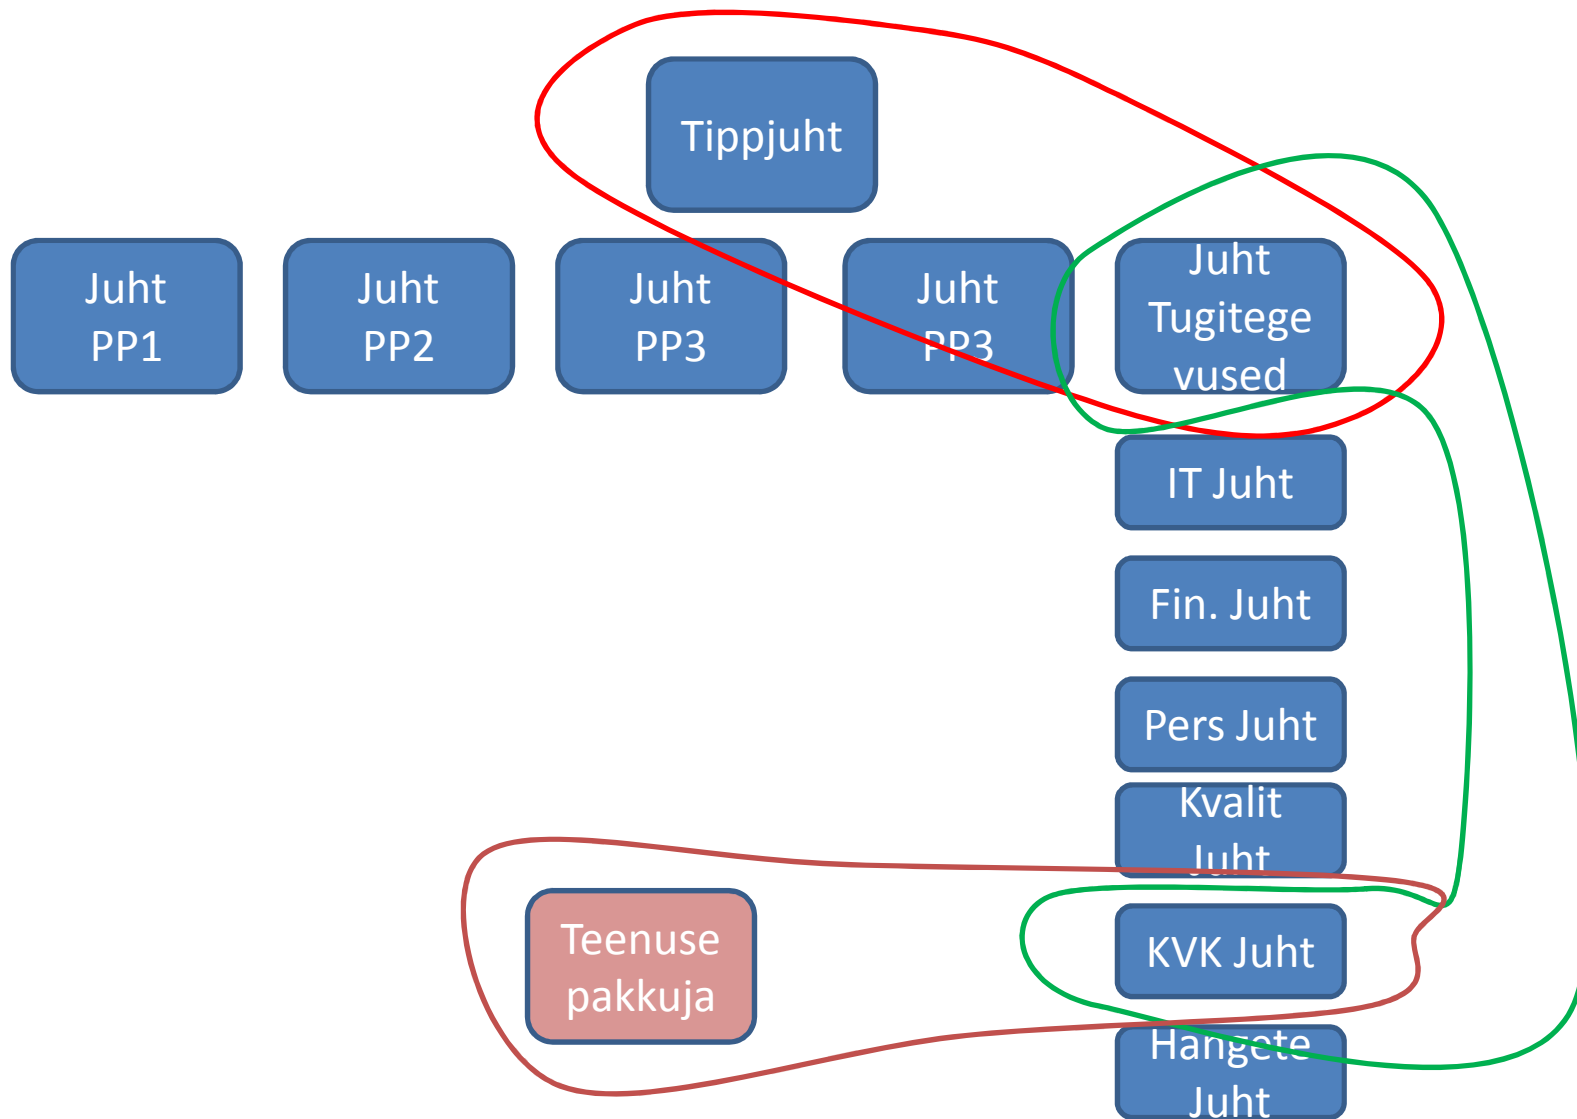 Tippjuht
Juht
PP1
Juht
PP2
Juht
PP3
Juht
PP3
Juht
Tugitege
vused
IT Juht
Fin. Juht
Pers Juht
Kvalit
Juht
Teenuse
pakkuja
KVK Juht
Hangete
Juht